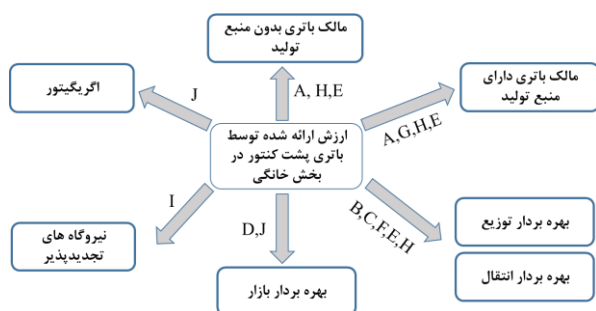 مالک باتری بدون منبع
تولید
مالک باتری دارای
منبع تولید
اگریگیتور
J
A, H,E
A,G,H,E
ارزش ارائه شده توسط
باتری پشت کنتور در
بخش خانگی
I
D,J
B,C,F,E,H
نیروگاه های
تجدیدپذیر
بهره بردار بازار
بهره بردار توزیع
بهره بردار انتقال